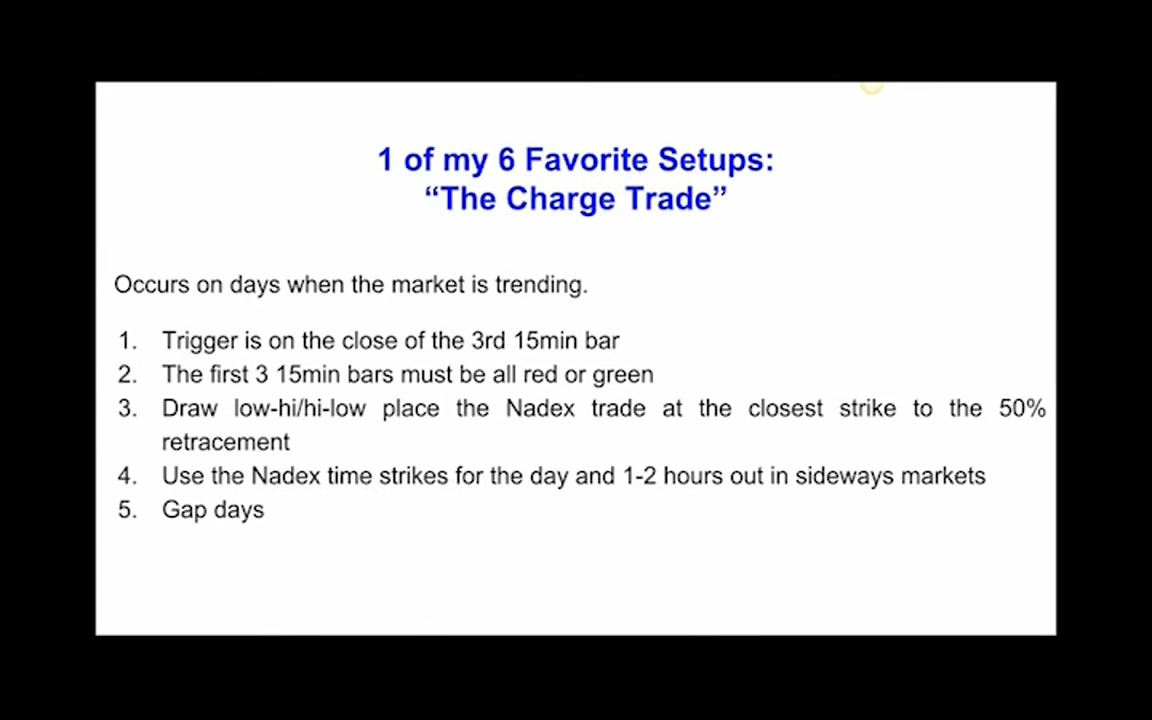 1 of my 6 Favorite Setups:
“The Charge Trade”
Occurs on days when the market is trending.
1. Trigger is on the close of the 3rd 15min bar
2. The first 3 15min bars must be all red or green
3. Draw low-hi/hi-low place the Nadex trade at the closest strike to the 50%
retracement
4. Use the Nadex time strikes for the day and 1-2 hours out in sideways markets
5. Gap days